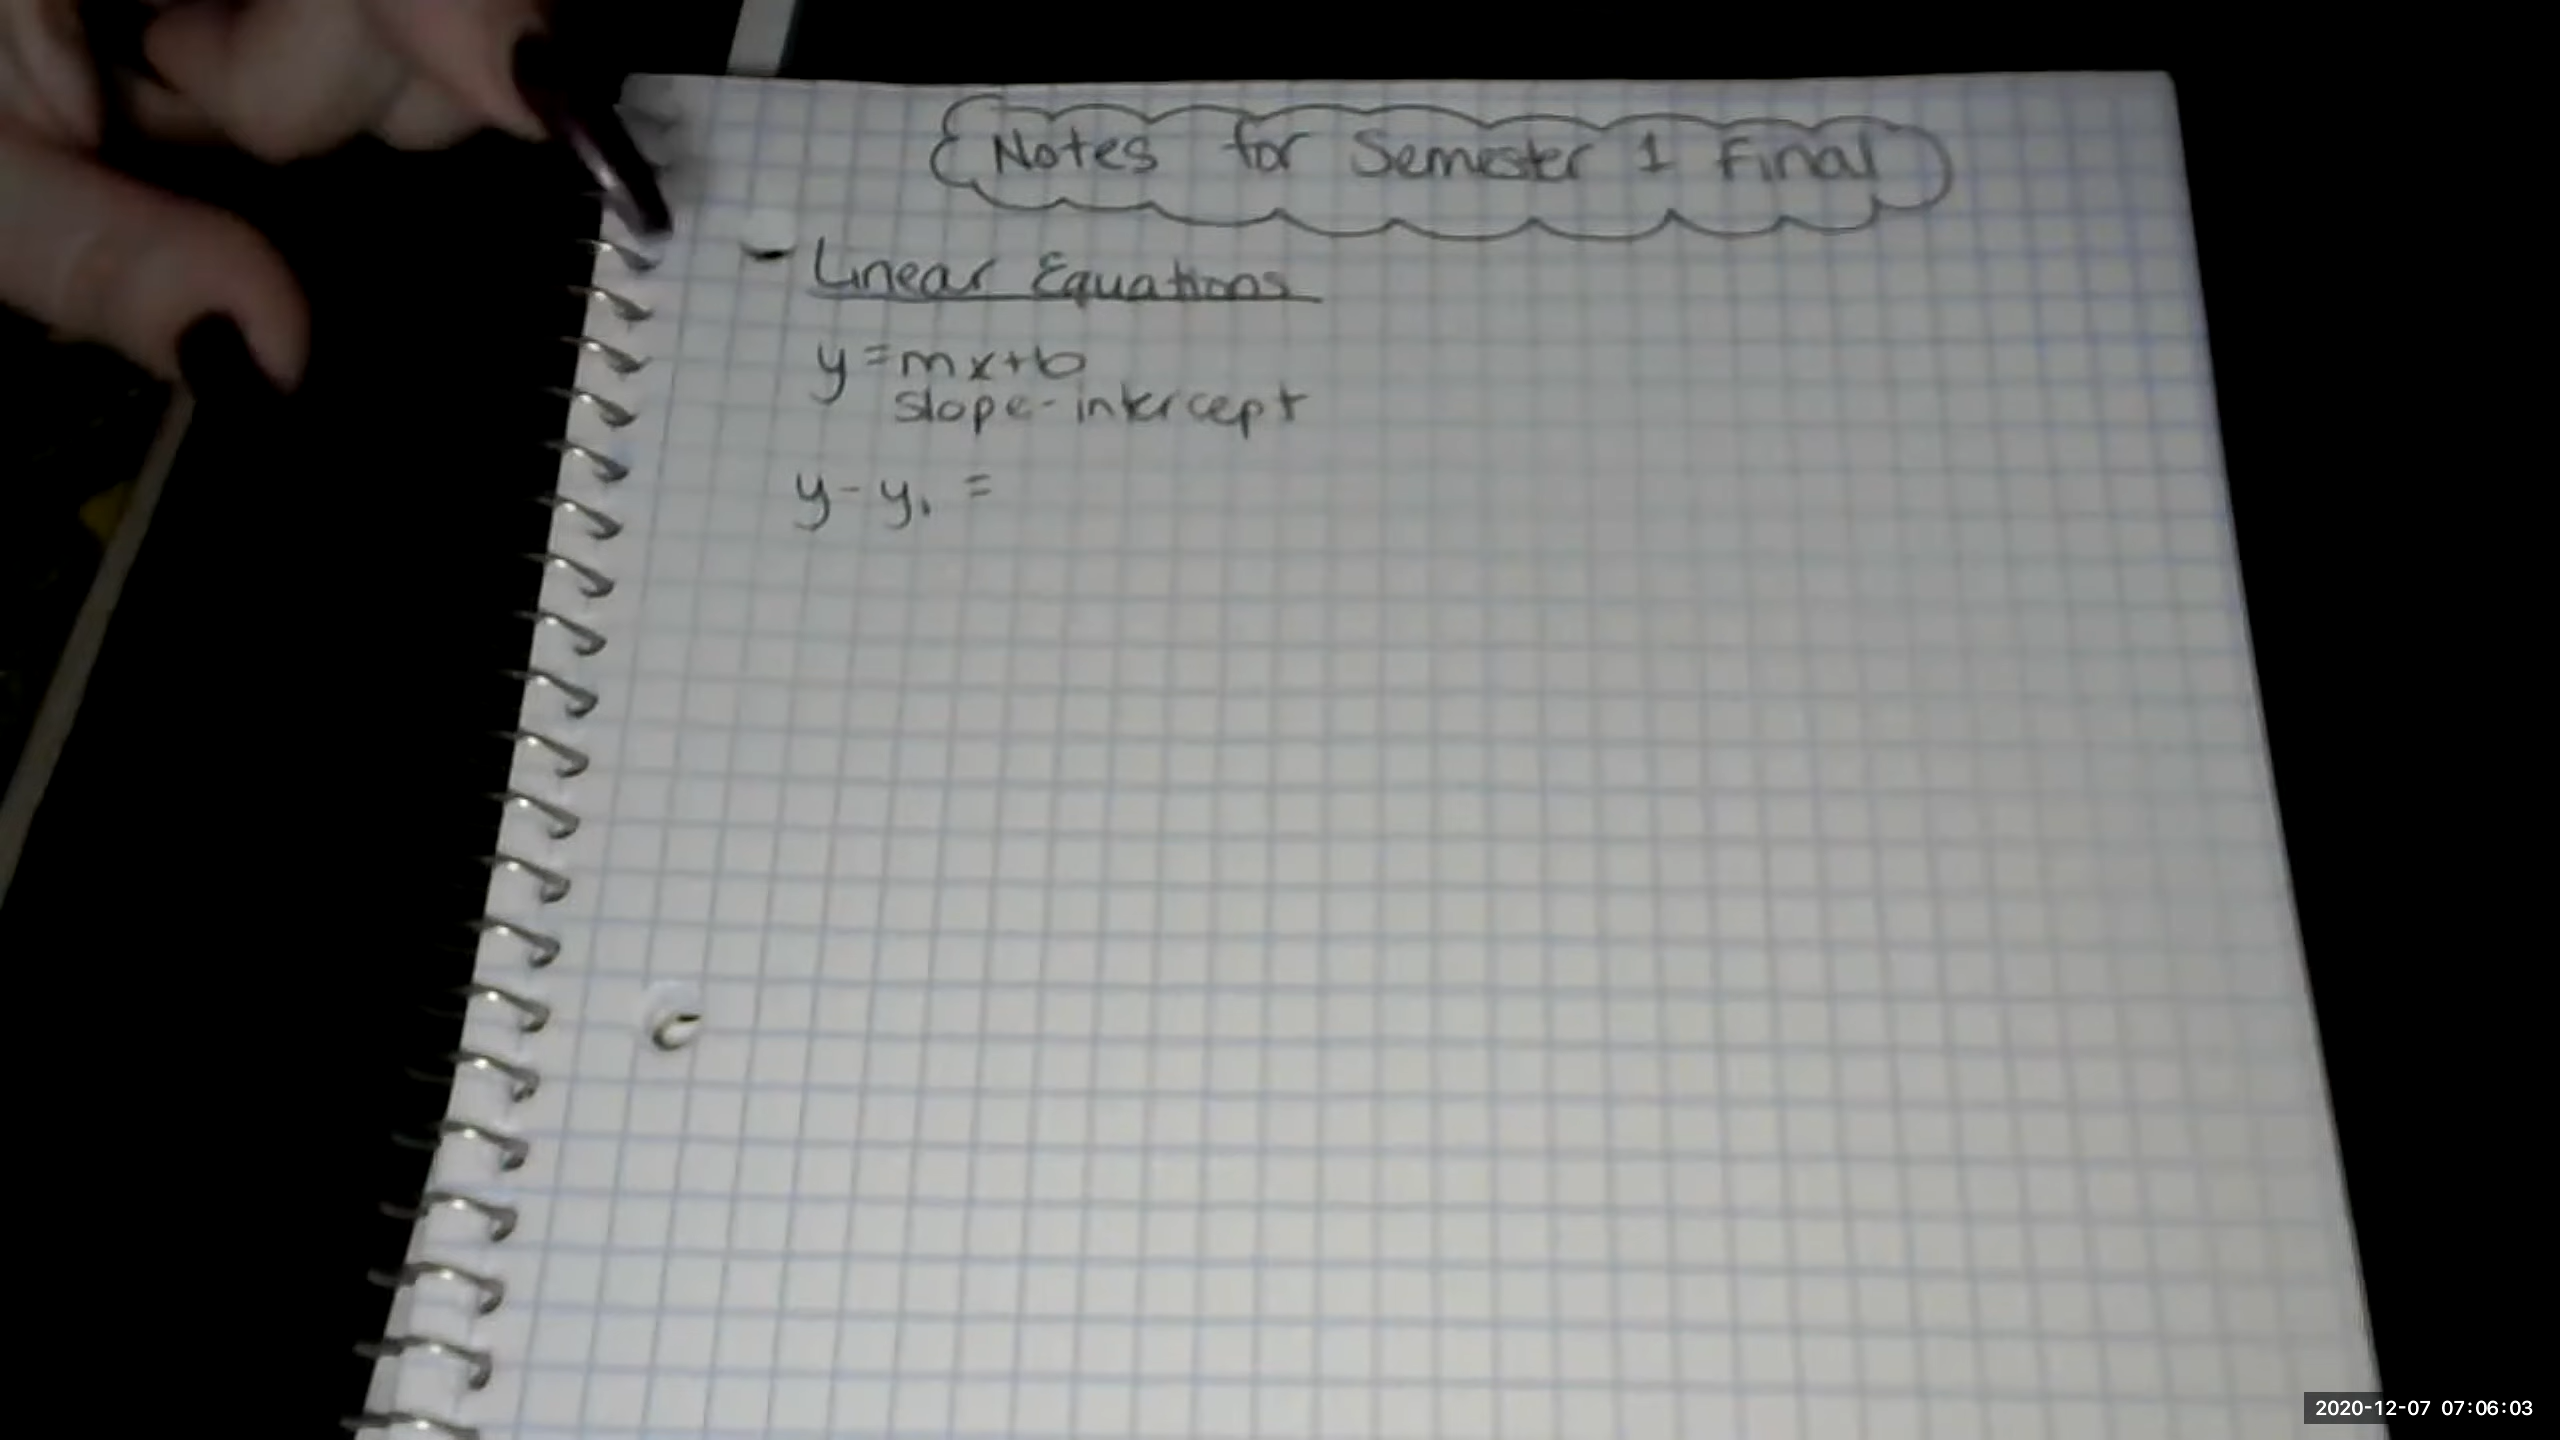 Notes for Semester 1 Final
- Linear Equations
y = mx+b
slope-intercept
y - y₁ =
2020-12-07 07:06:03